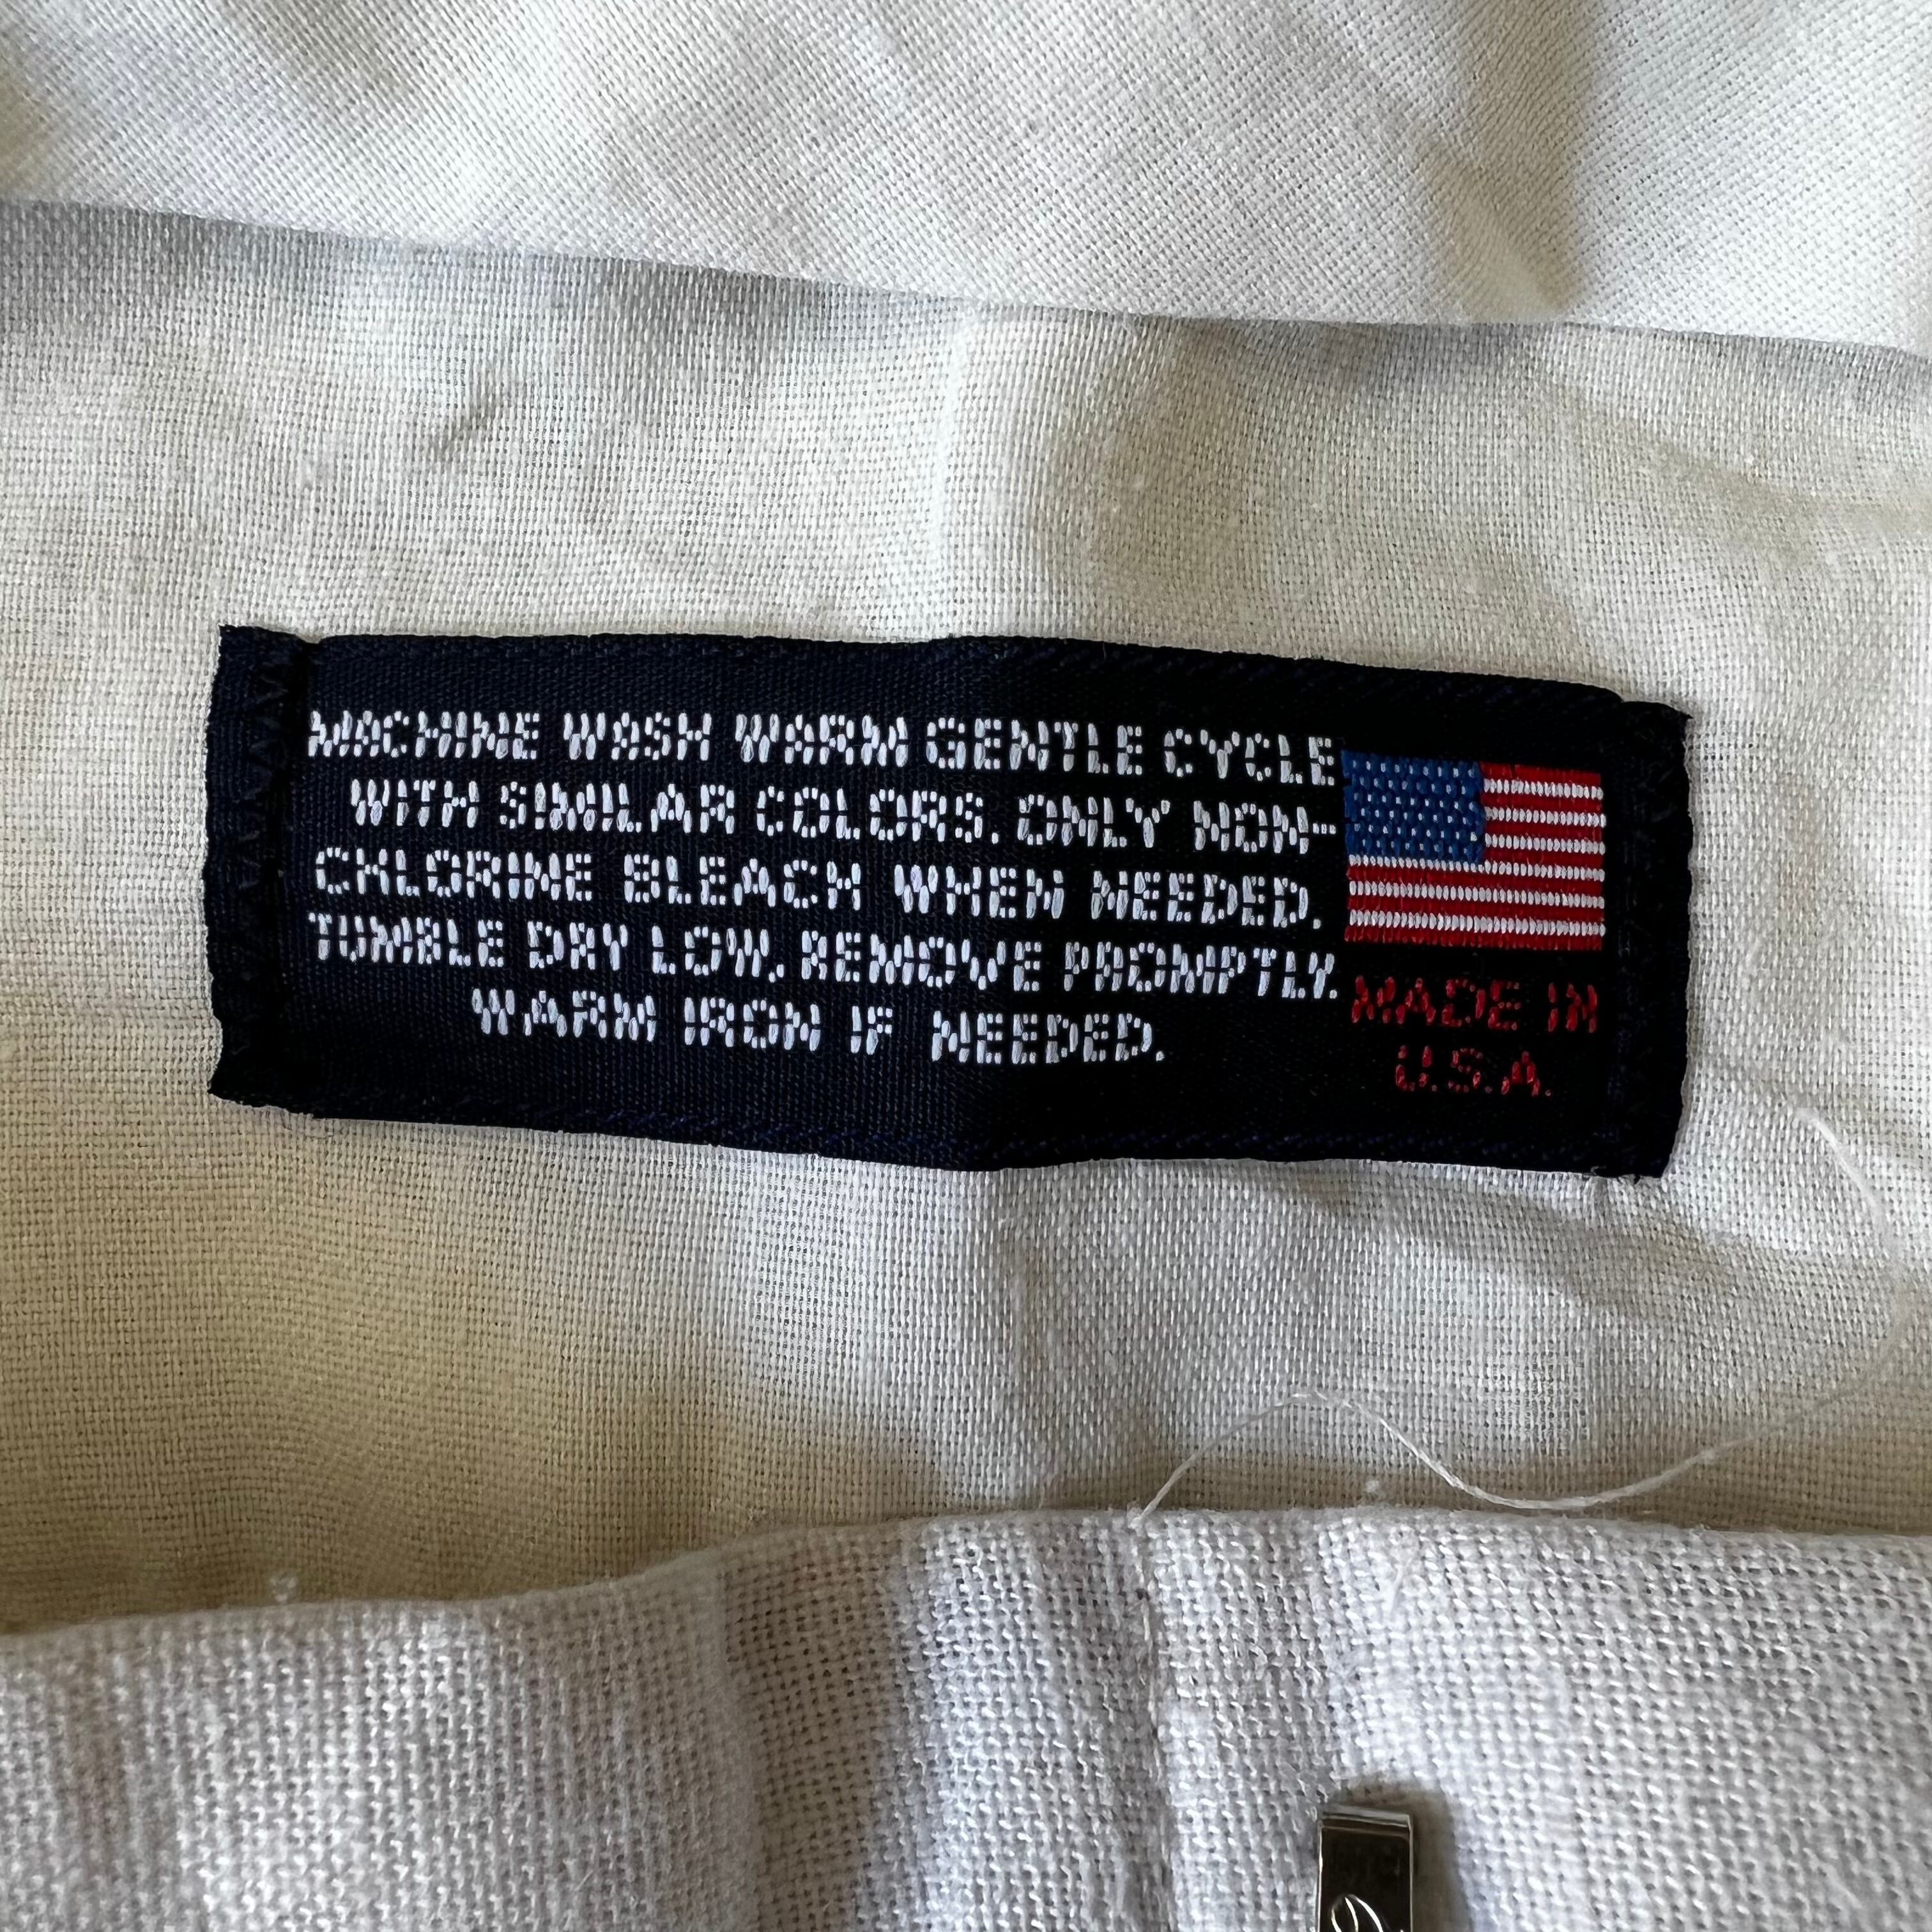 MACHINE WASH WARM GENTLE CYCLE
WITH SIMILAR COLORS. ONLY NON-
CHLORINE BLEACH WHEN NEEDED.
TUMBLE DRY LOW, REMOVE PROMPTLY.
WARM IRON IF NEEDED.
MADE IN
U.S.A.